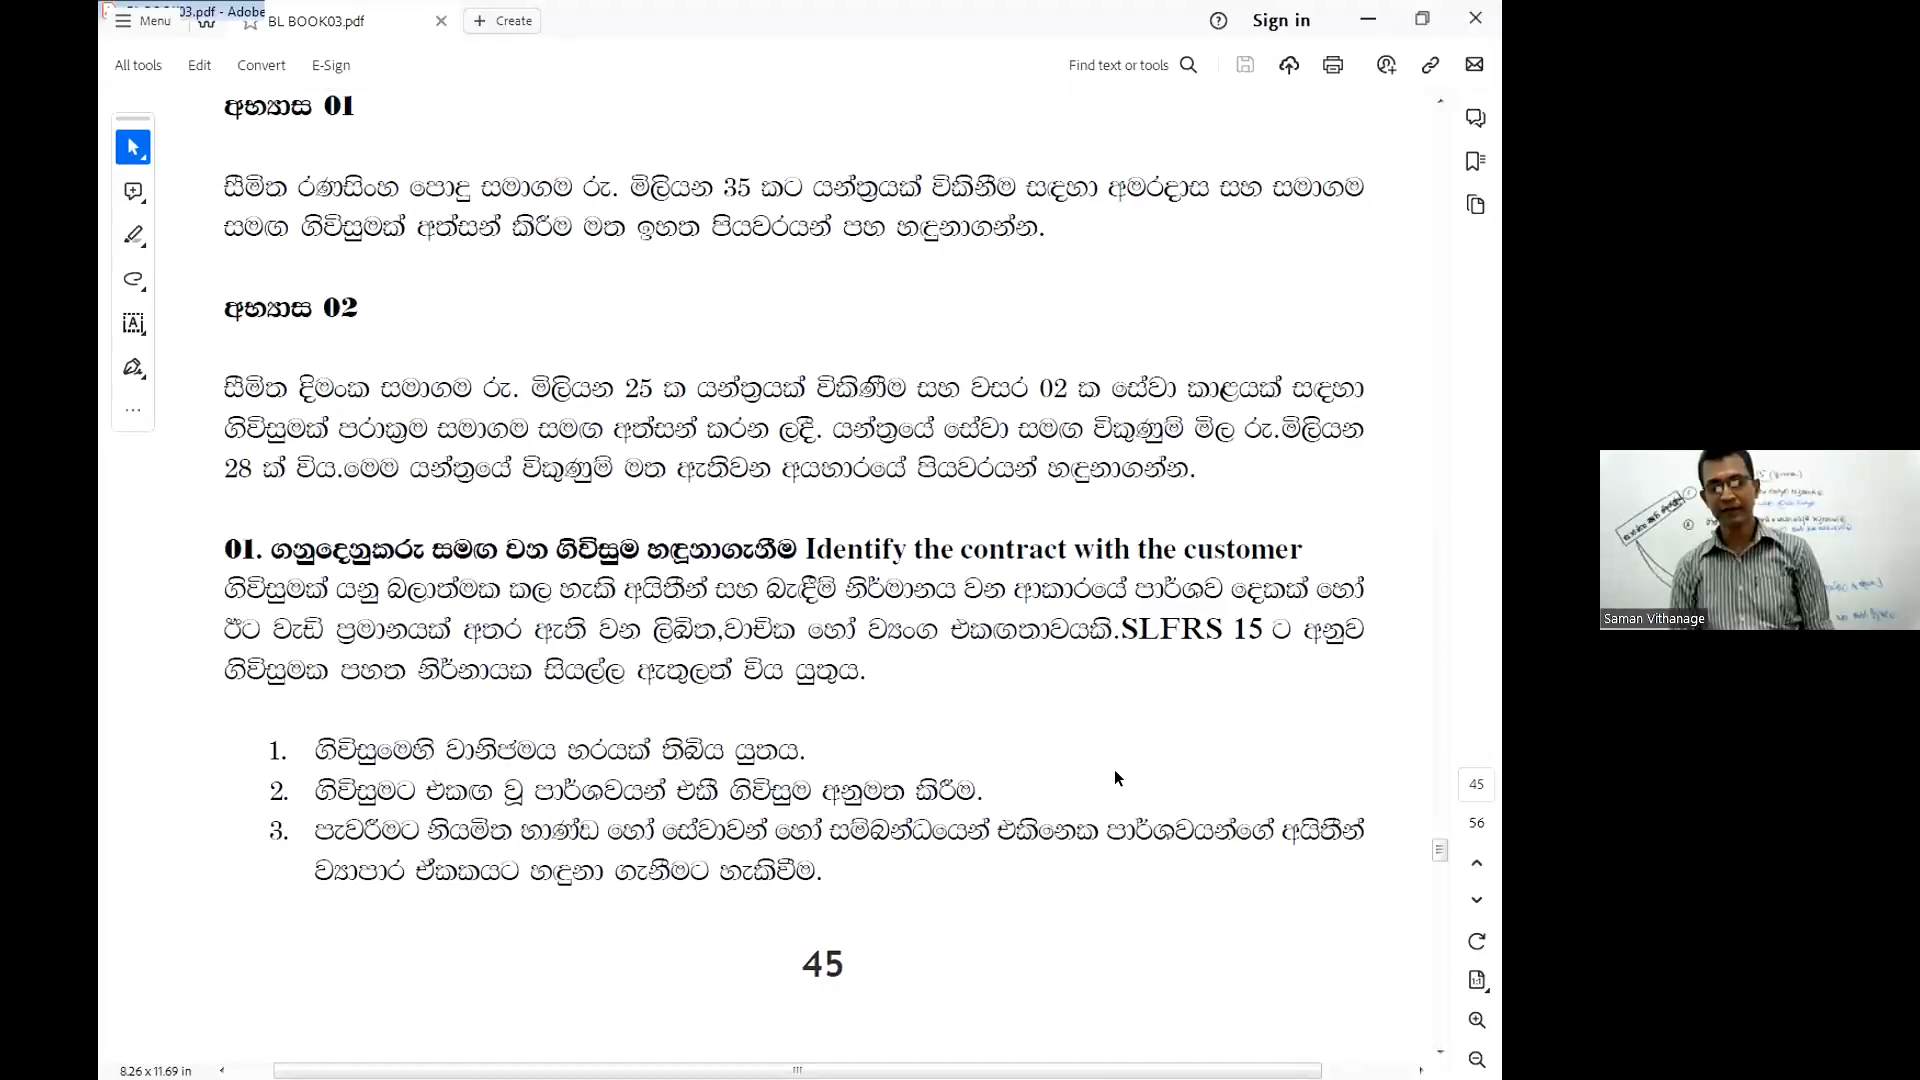 03.pdf - Adobe
Menu
BL BOOK03.pdf
Create
Sign in
All tools
Edit
Convert
E-Sign
Find text or tools
අභ්‍යාස 01
සීමිත රණසිංහ පොදු සමාගම රු. මිලියන 35 කට යන්ත්‍රයක් විකිනීම සඳහා අමරදාස සහ සමාගම
සමඟ ගිවිසුමක් අත්සන් කිරීම මත ඉහත පියවරයන් පහ හඳුනාගන්න.
අභ්‍යාස 02
සීමිත දිමංක සමාගම රු. මිලියන 25 ක යන්ත්‍රයක් විකිණීම සහ වසර 02 ක සේවා කාළයක් සඳහා
ගිවිසුමක් පරාක්‍රම සමාගම සමඟ අත්සන් කරන ලදි. යන්ත්‍රයේ සේවා සමඟ විකුණුම් මිල රු.මිලියන
28 ක් විය.මෙම යන්ත්‍රයේ විකුණුම් මත ඇතිවන අයහාරයේ පියවරයන් හඳුනාගන්න.
01. ගනුදෙනුකරු සමඟ වන ගිවිසුම හඳූනාගැනීම Identify the contract with the customer
ගිවිසුමක් යනු බලාත්මක කල හැකි අයිතීන් සහ බැඳීම් නිර්මානය වන ආකාරයේ පාර්ශව දෙකක් හෝ
ඊට වැඩි ප්‍රමානයක් අතර ඇති වන ලිඛිත,වාචික හෝ ව්‍යංග එකඟතාවයකි.SLFRS 15 ට අනුව
ගිවිසුමක පහත නිර්නායක සියල්ල ඇතුලත් විය යුතුය.
1. ගිවිසුමෙහි වානිජමය හරයක් තිබිය යුතය.
2. ගිවිසුමට එකඟ වූ පාර්ශවයන් එකී ගිවිසුම අනුමත කිරීම.
3. පැවරීමට නියමිත භාණ්ඩ හෝ සේවාවන් හෝ සම්බන්ධයෙන් එකිනෙක පාර්ශවයන්ගේ අයිතීන්
ව්‍යාපාර ඒකකයට හඳුනා ගැනීමට හැකිවීම.
45
45
56
8.26 x 11.69 in
Saman Vithanage